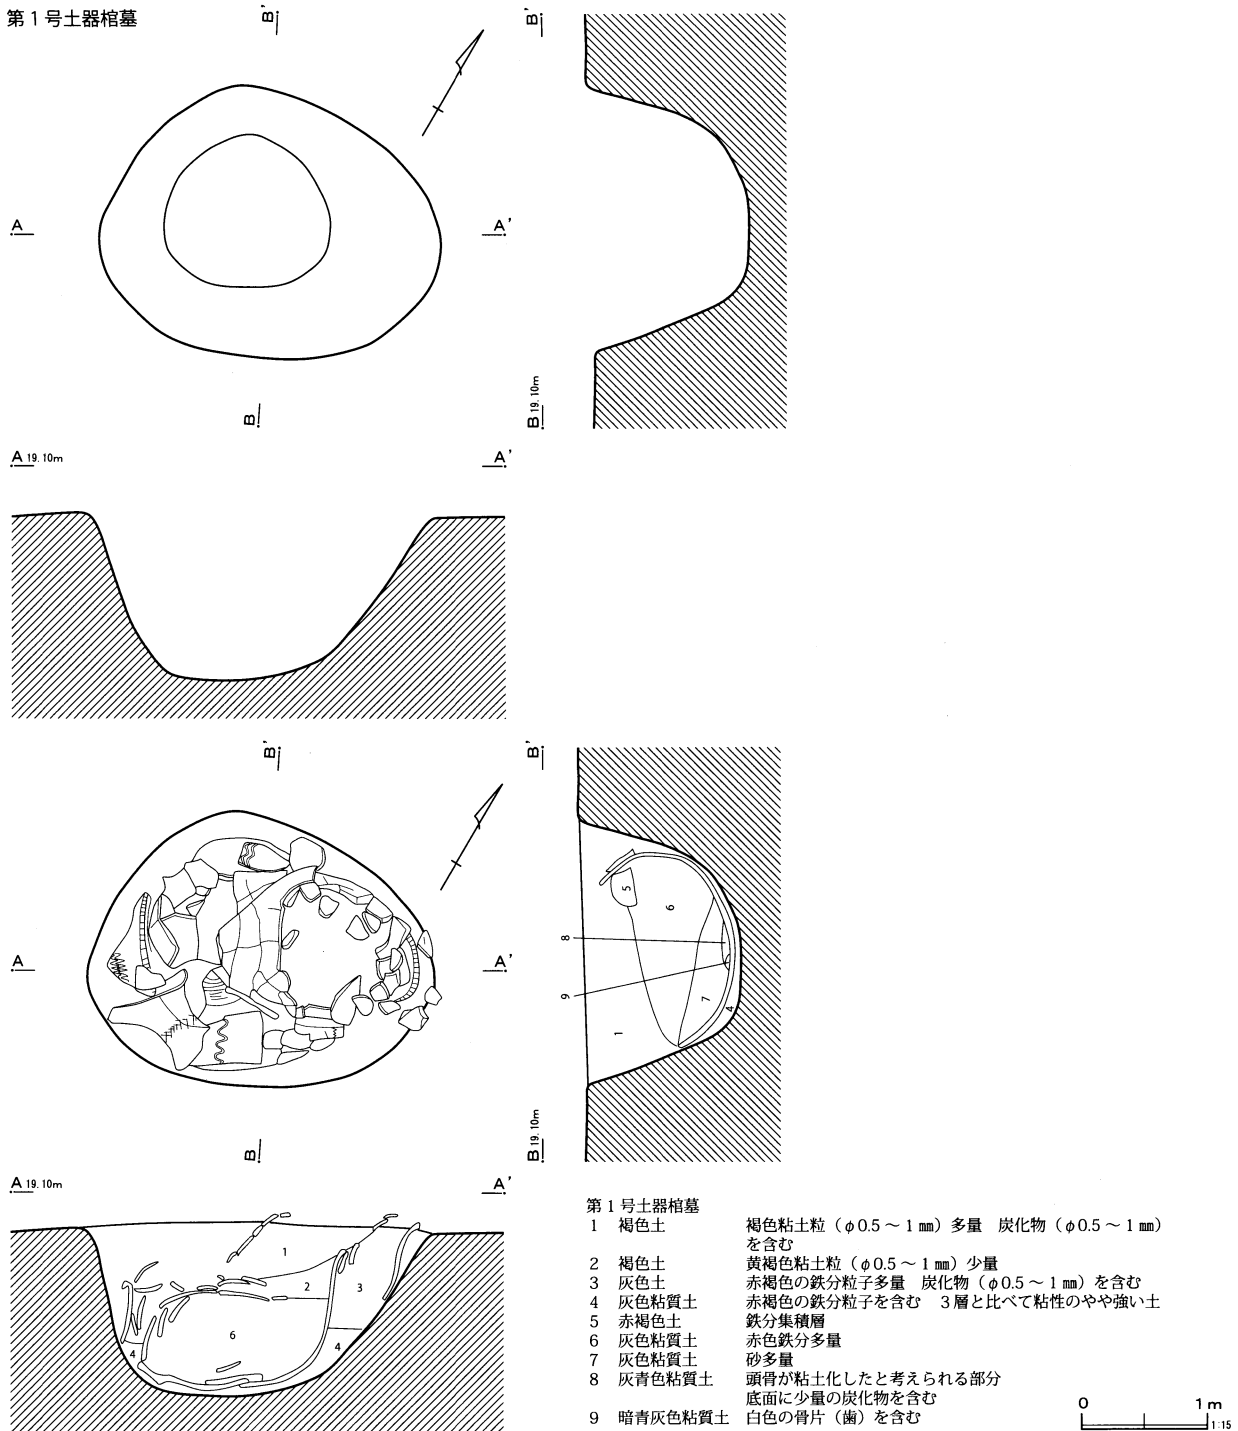 第１号土器棺墓
B'
B'
A
A'
B
B 19.10m
A 19.10m
A'
B'
B'
A
A'
8
9
5
6
7
4
1
B
B 19.10m
A 19.10m
A'
1
2
3
6
4
4
第１号土器棺墓
1 褐色土 褐色粘土粒（φ0.5～1㎜）多量 炭化物（φ0.5～1㎜）
を含む
2 褐色土 黄褐色粘土粒（φ0.5～1㎜）少量
3 灰色土 赤褐色の鉄分粒子多量 炭化物（φ0.5～1㎜）を含む
4 灰色粘質土 赤褐色の鉄分粒子を含む ３層と比べて粘性のやや強い土
5 赤褐色土 鉄分集積層
6 灰色粘質土 赤色鉄分多量
7 灰色粘質土 砂多量
8 灰青色粘質土 頭骨が粘土化したと考えられる部分
底面に少量の炭化物を含む
9 暗青灰色粘質土 白色の骨片（歯）を含む
0 1m
1:15